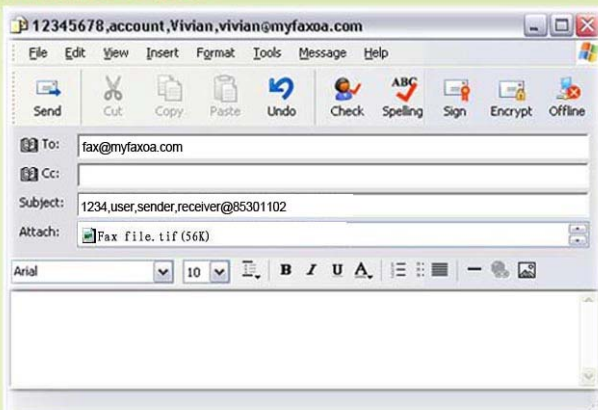 12345678,account,Vivian,vivian@myfaxoa.com
File Edit View Insert Format Tools Message Help
ABC
Send Cut Copy Paste Undo Check Spelling Sign Encrypt Offline
To: fax@myfaxoa.com
Cc:
Subject: 1234,user,sender,receiver@85301102
Attach: Fax file.tif(56K)
Arial 10 B I U A